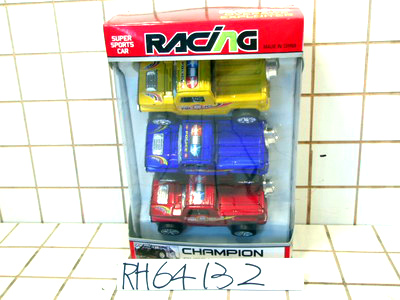 SUPER
SPORTS
CAR
RACING
MADE IN CHINA
CHAMPION
RH64132